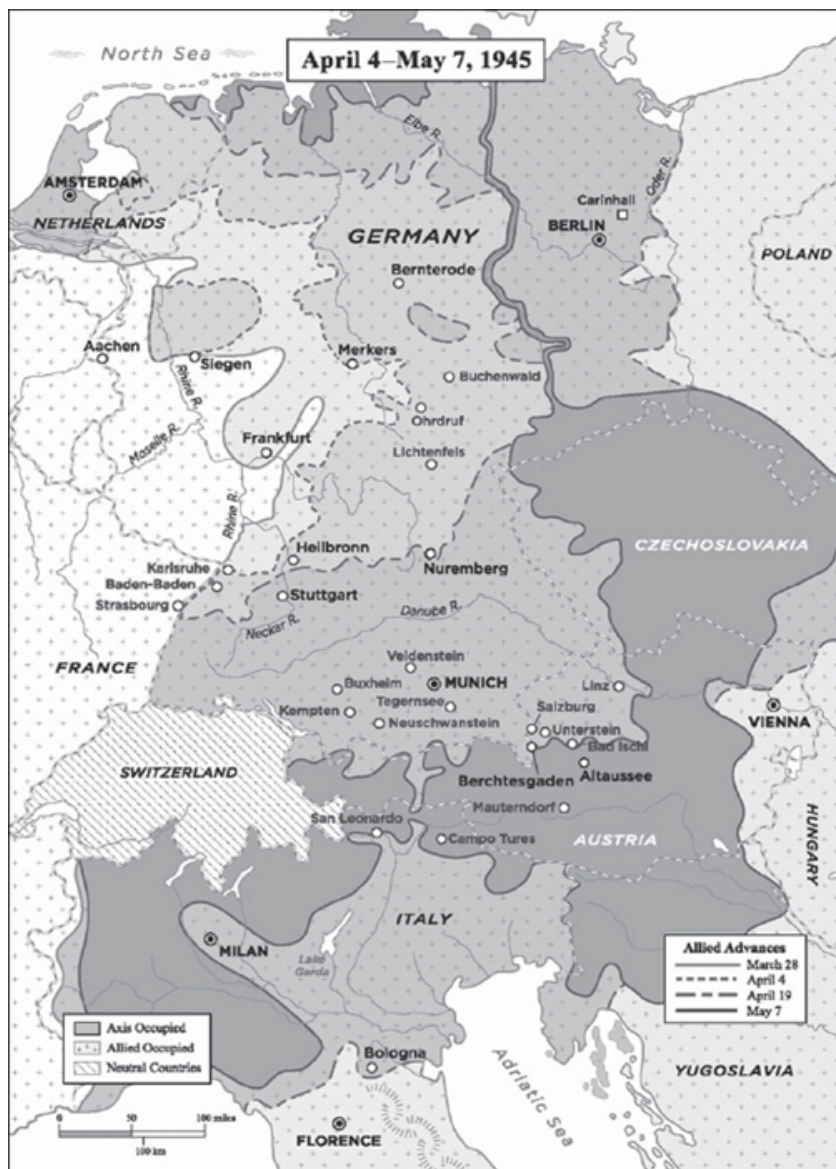 North Sea
April 4–May 7, 1945
Elbe R.
Oder R.
AMSTERDAM
Carinhall
NETHERLANDS
BERLIN
GERMANY
POLAND
Bernterode
Aachen
Siegen
Merkers
Buchenwald
Rhine R.
Ohrdruf
Moselle R.
Frankfurt
Lichtenfels
Rhine R.
CZECHOSLOVAKIA
Heilbronn
Karlsruhe
Nuremberg
Baden-Baden
Strasbourg
Stuttgart
Danube R.
Neckar R.
FRANCE
Veldenstein
Buxheim
MUNICH
Linz
Tegernsee
Salzburg
Kempten
Neuschwanstein
Unterstein
VIENNA
Bad Ischl
SWITZERLAND
Berchtesgaden
Altaussee
Mauterndorf
San Leonardo
Campo Tures
AUSTRIA
HUNGARY
ITALY
MILAN
Lake
Garda
Allied Advances
March 28
April 4
April 19
May 7
Axis Occupied
Allied Occupied
Neutral Countries
Bologna
Adriatic Sea
YUGOSLAVIA
0 50 100 miles
100 km
FLORENCE